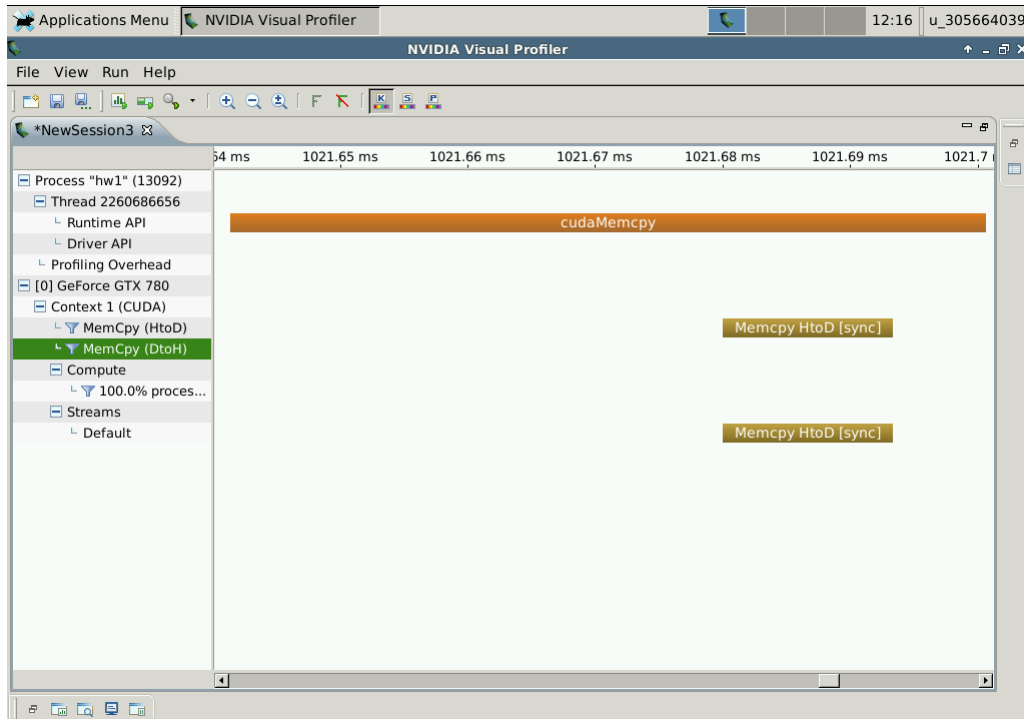 Applications Menu NVIDIA Visual Profiler 12:16 u_305664039
NVIDIA Visual Profiler
File View Run Help
*NewSession3
1021.65 ms 1021.66 ms 1021.67 ms 1021.68 ms 1021.69 ms 1021.7
Process "hw1" (13092)
Thread 2260686656
Runtime API cudaMemcpy
Driver API
Profiling Overhead
[0] GeForce GTX 780
Context 1 (CUDA)
MemCpy (HtoD) Memcpy HtoD [sync]
MemCpy (DtoH)
Compute
100.0% proces...
Streams
Default Memcpy HtoD [sync]